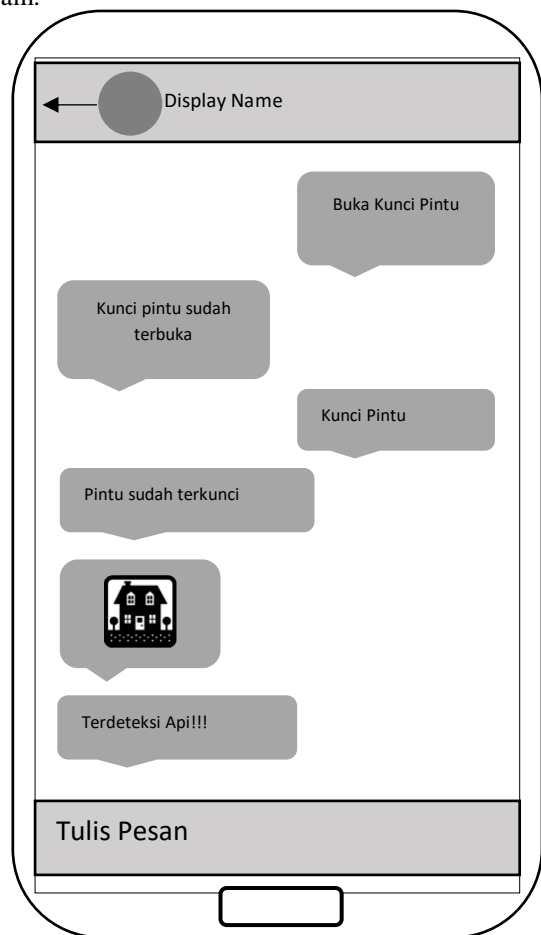 Display Name
Buka Kunci Pintu
Kunci pintu sudah
terbuka
Kunci Pintu
Pintu sudah terkunci
Terdeteksi Api!!!
Tulis Pesan